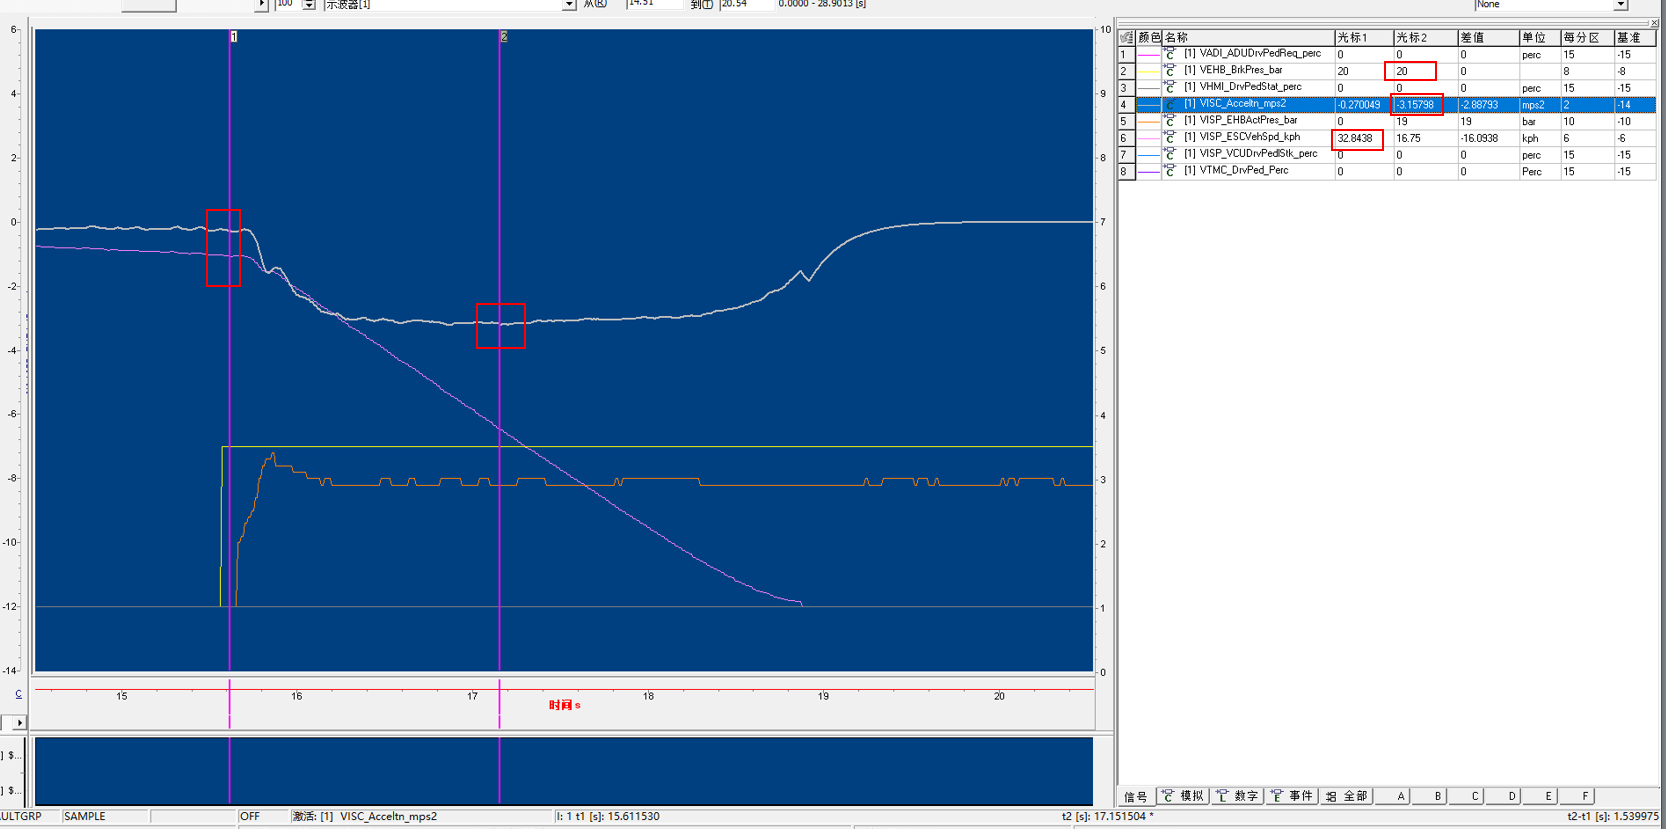 100 示波器[1] 从(R) 14.51 到(T) 20.54 0.0000 - 28.9013 [s] None
1 2
6
4
2
0
-2
-4
-6
-8
-10
-12
-14
10
9
8
7
6
5
4
3
2
1
0
C 15 16 17 18 19 20
时间 s
颜色 名称 光标1 光标2 差值 单位 每分区 基准
1 [1] VADI_ADUDrvPedReq_perc 0 0 0 perc 15 -15
2 [1] VEHB_BrkPres_bar 20 20 0 8 -8
3 [1] VHMI_DrvPedStat_perc 0 0 0 perc 15 -15
4 [1] VISC_Acceltn_mps2 -0.270049 -3.15798 -2.88793 mps2 2 -14
5 [1] VISP_EHBActPres_bar 0 19 19 bar 10 -10
6 [1] VISP_ESCVehSpd_kph 32.8438 16.75 -16.0938 kph 6 -6
7 [1] VISP_VCUDrvPedlStk_perc 0 0 0 perc 15 -15
8 [1] VTMC_DrvPed_Perc 0 0 0 Perc 15 -15
] $...
] $...
信号 模拟 数字 事件 全部 A B C D E F
AULTGRP SAMPLE OFF 激活: [1] VISC_Acceltn_mps2 I: 1 t1 [s]: 15.611530 t2 [s]: 17.151504 * t2-t1 [s]: 1.539975